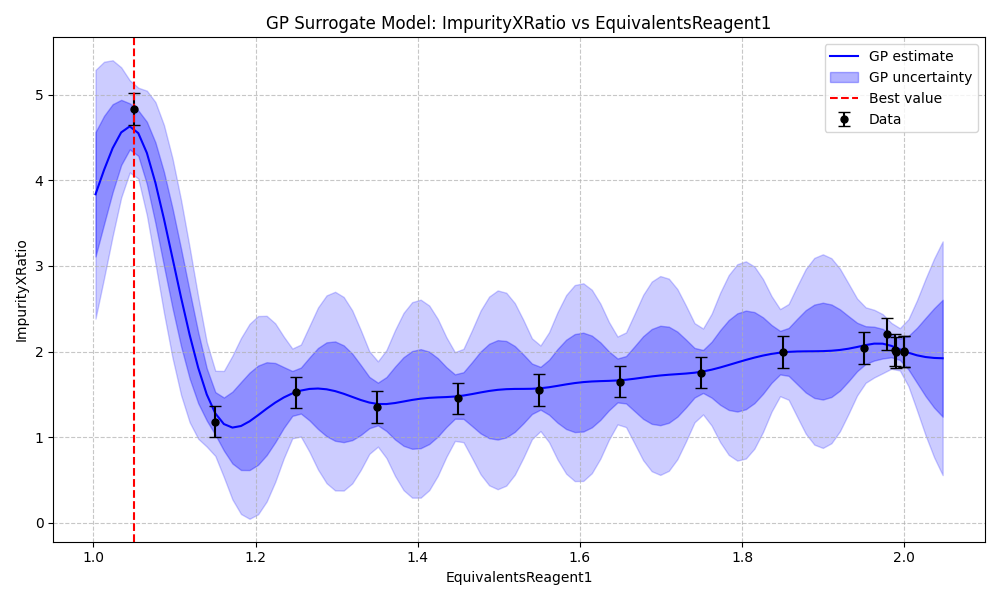 GP Surrogate Model: ImpurityXRatio vs EquivalentsReagent1
GP estimate
GP uncertainty
Best value
Data
ImpurityXRatio
5
4
3
2
1
0
1.0 1.2 1.4 1.6 1.8 2.0
EquivalentsReagent1